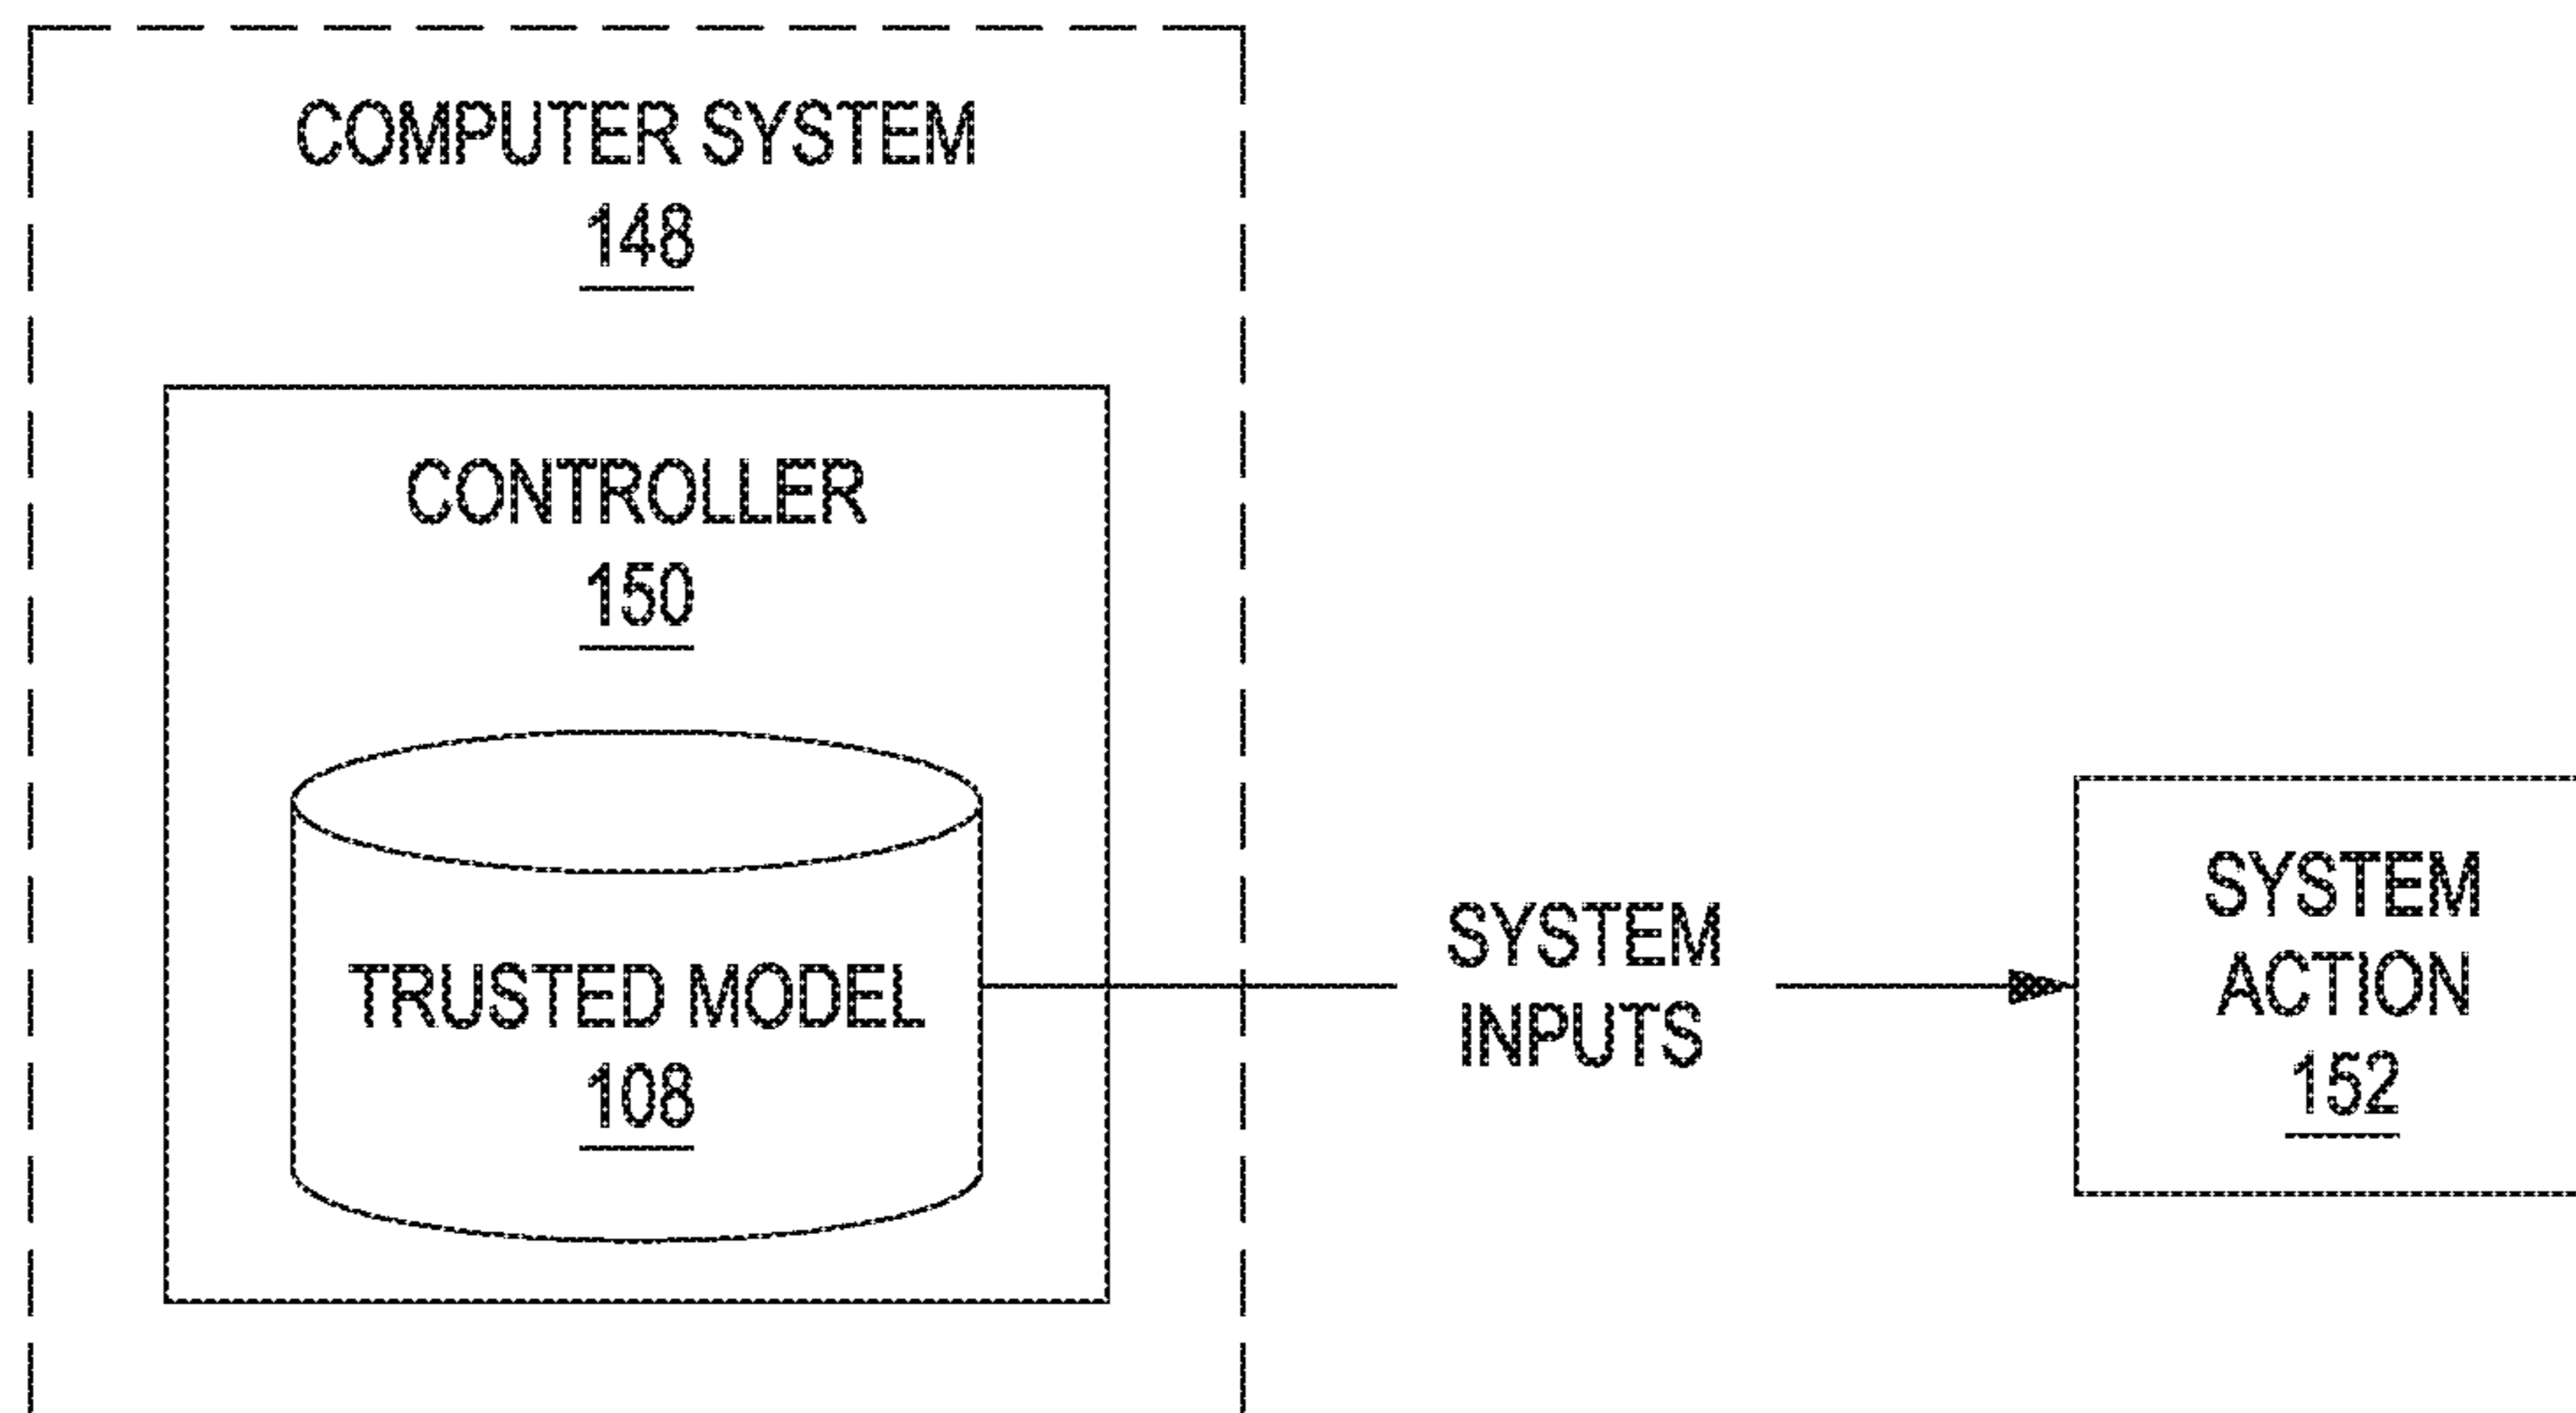 COMPUTER SYSTEM
148
CONTROLLER
150
TRUSTED MODEL
108
SYSTEM
INPUTS
SYSTEM
ACTION
152